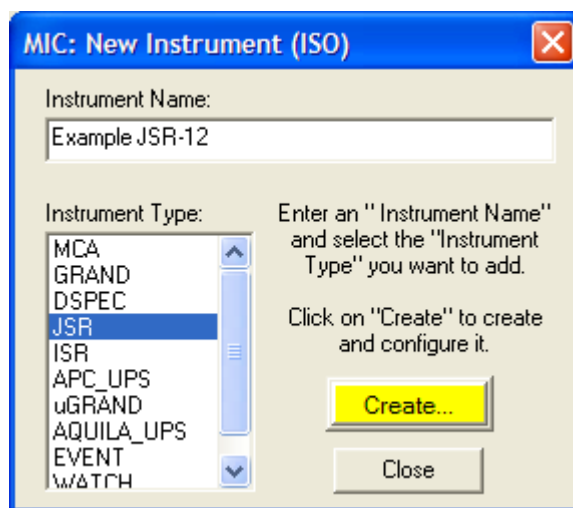 MIC: New Instrument (ISO)
Instrument Name:
Example JSR-12
Instrument Type:
MCA
GRAND
DSPEC
JSR
ISR
APC_UPS
uGRAND
AQUILA_UPS
EVENT
WATCH
Enter an " Instrument Name"
and select the "Instrument
Type" you want to add.
Click on "Create" to create
and configure it.
Create...
Close